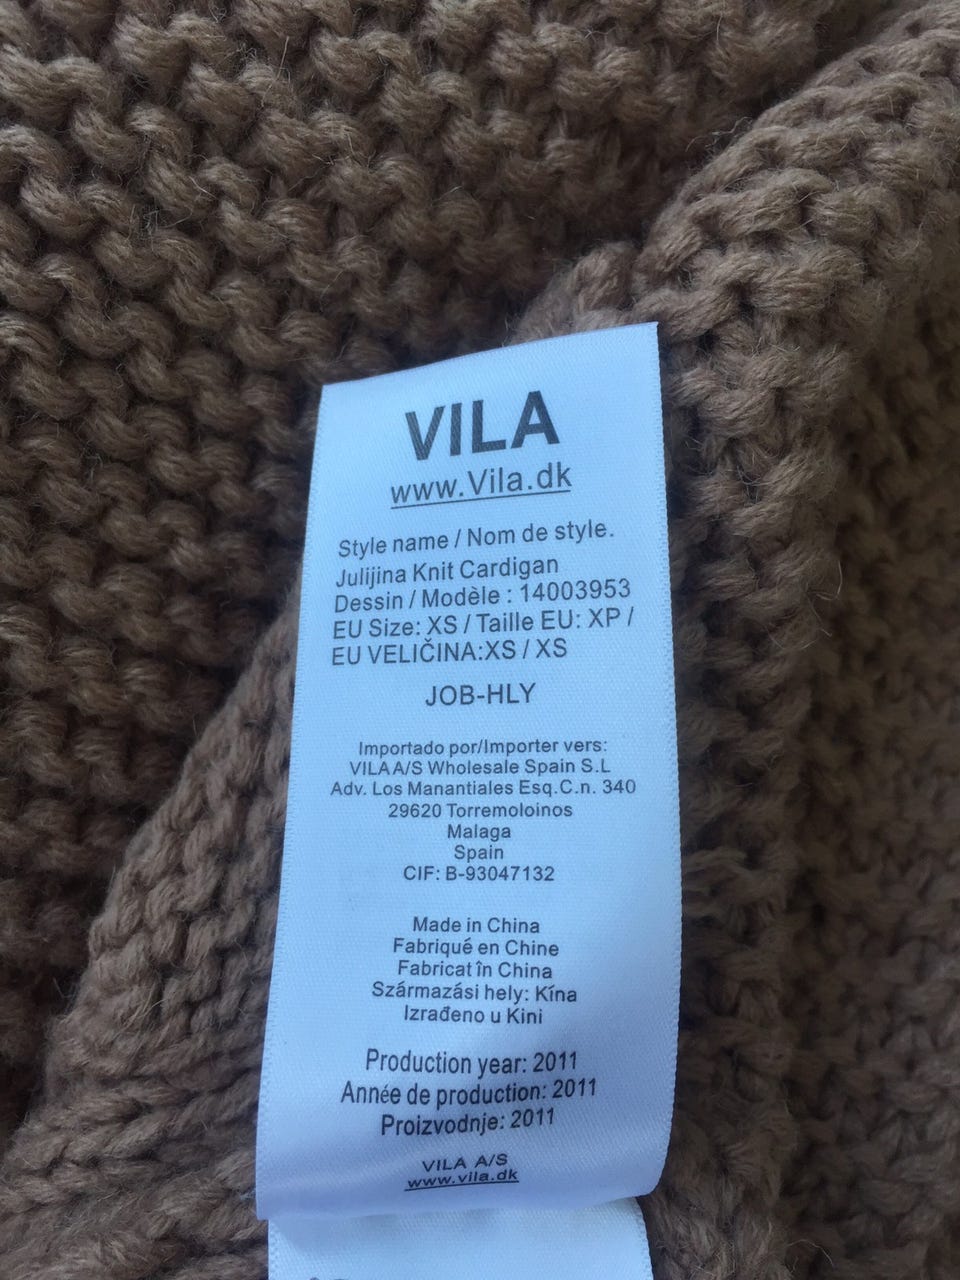 VILA
www.Vila.dk
Style name / Nom de style.
Julijina Knit Cardigan
Dessin / Modèle : 14003953
EU Size: XS / Taille EU: XP /
EU VELIČINA:XS / XS
JOB-HLY
Importado por/Importer vers:
VILA A/S Wholesale Spain S.L
Adv. Los Manantiales Esq.C.n. 340
29620 Torremoloinos
Malaga
Spain
CIF: B-93047132
Made in China
Fabriqué en Chine
Fabricat în China
Származási hely: Kína
Izrađeno u Kini
Production year: 2011
Année de production: 2011
Proizvodnje: 2011
VILA A/S
www.vila.dk